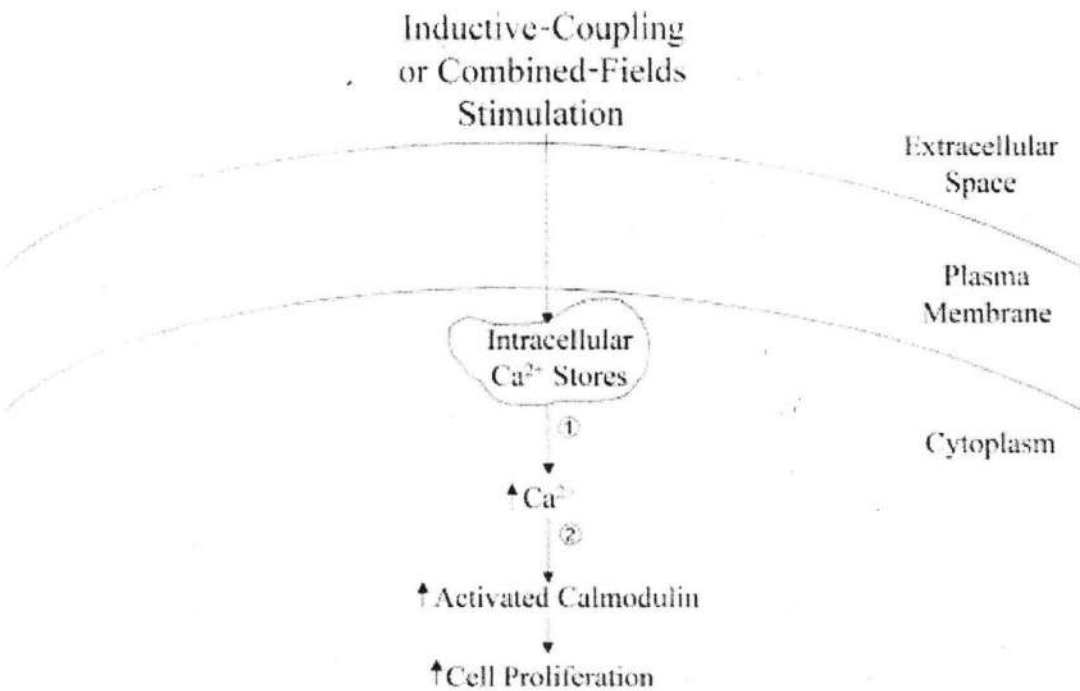 Inductive-Coupling
or Combined-Fields
Stimulation
Extracellular
Space
Plasma
Membrane
Intracellular
Ca²⁺ Stores
①
Cytoplasm
↑Ca²⁺
②
↑Activated Calmodulin
↑Cell Proliferation